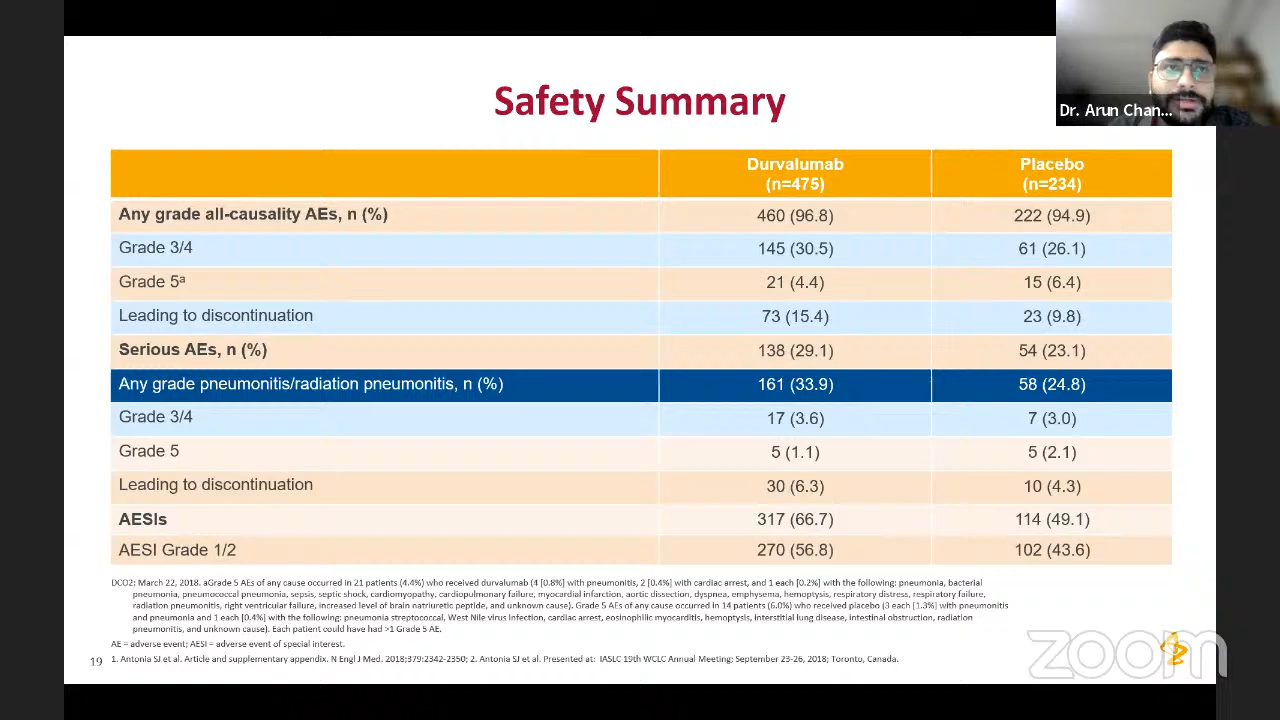 Dr. Arun Chan...
Safety Summary
Durvalumab (n=475) Placebo (n=234)
Any grade all-causality AEs, n (%) 460 (96.8) 222 (94.9)
Grade 3/4 145 (30.5) 61 (26.1)
Grade 5ᵃ 21 (4.4) 15 (6.4)
Leading to discontinuation 73 (15.4) 23 (9.8)
Serious AEs, n (%) 138 (29.1) 54 (23.1)
Any grade pneumonitis/radiation pneumonitis, n (%) 161 (33.9) 58 (24.8)
Grade 3/4 17 (3.6) 7 (3.0)
Grade 5 5 (1.1) 5 (2.1)
Leading to discontinuation 30 (6.3) 10 (4.3)
AESIs 317 (66.7) 114 (49.1)
AESI Grade 1/2 270 (56.8) 102 (43.6)
DCO2: March 22, 2018. aGrade 5 AEs of any cause occurred in 21 patients (4.4%) who received durvalumab (4 [0.8%] with pneumonitis, 2 [0.4%] with cardiac arrest, and 1 each [0.2%] with the following: pneumonia, bacterial
pneumonia, pneumococcal pneumonia, sepsis, septic shock, cardiomyopathy, cardiopulmonary failure, myocardial infarction, aortic dissection, dyspnea, emphysema, hemoptysis, respiratory distress, respiratory failure,
radiation pneumonitis, right ventricular failure, increased level of brain natriuretic peptide, and unknown cause). Grade 5 AEs of any cause occurred in 14 patients (6.0%) who received placebo (3 each [1.3%] with pneumonitis
and pneumonia and 1 each [0.4%] with the following: pneumonia streptococcal, West Nile virus infection, cardiac arrest, eosinophilic myocarditis, hemoptysis, interstitial lung disease, intestinal obstruction, radiation
pneumonitis, and unknown cause). Each patient could have had >1 Grade 5 AE.
AE = adverse event; AESI = adverse event of special interest.
19 1. Antonia SJ et al. Article and supplementary appendix. N Engl J Med. 2018;379:2342-2350; 2. Antonia SJ et al. Presented at: IASLC 19th WCLC Annual Meeting; September 23-26, 2018; Toronto, Canada.
zoom